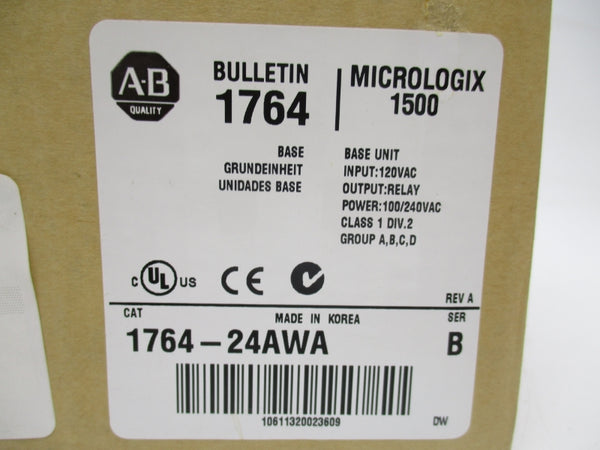 A-B
QUALITY
BULLETIN
1764
MICROLOGIX
1500
BASE
GRUNDEINHEIT
UNIDADES BASE
BASE UNIT
INPUT:120VAC
OUTPUT:RELAY
POWER:100/240VAC
CLASS 1 DIV.2
GROUP A,B,C,D
C UL US
CE
REV A
CAT
MADE IN KOREA
SER
1764-24AWA
B
10611320023609
DW